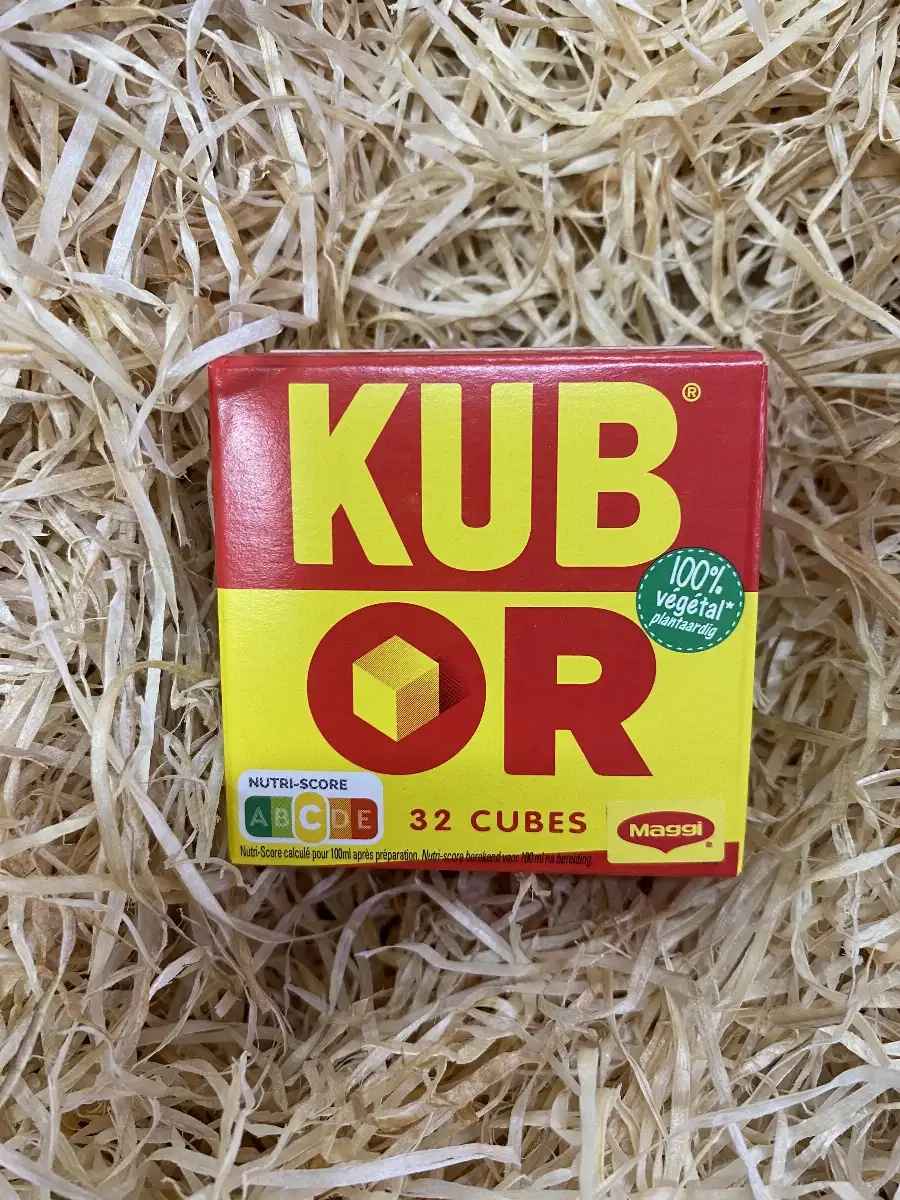 KUB®
100%
végétal*
plantaardig
OR
NUTRI-SCORE
ABCDE
32 CUBES
Maggi®
Nutri-Score calculé pour 100ml après préparation. Nutri-score berekend voor 100 ml na bereiding.